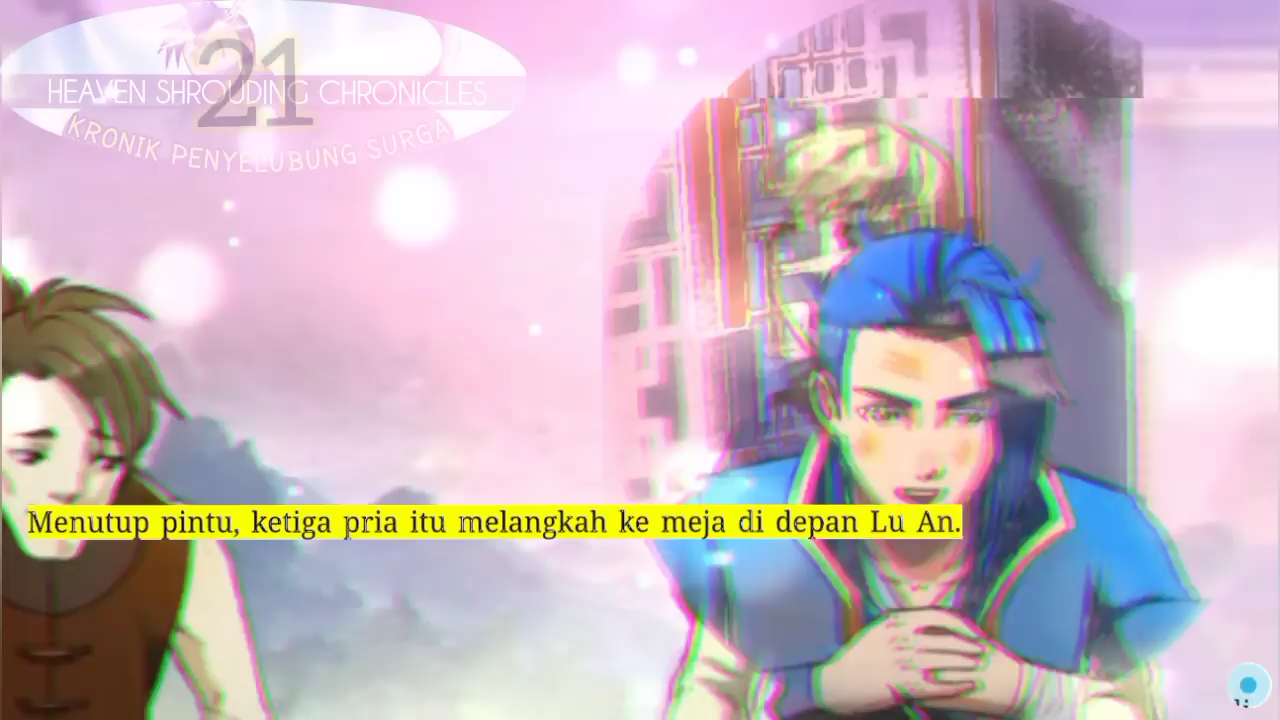 21
HEAVEN SHROUDING CHRONICLES
KRONIK PENYELUBUNG SURGA
Menutup pintu, ketiga pria itu melangkah ke meja di depan Lu An.